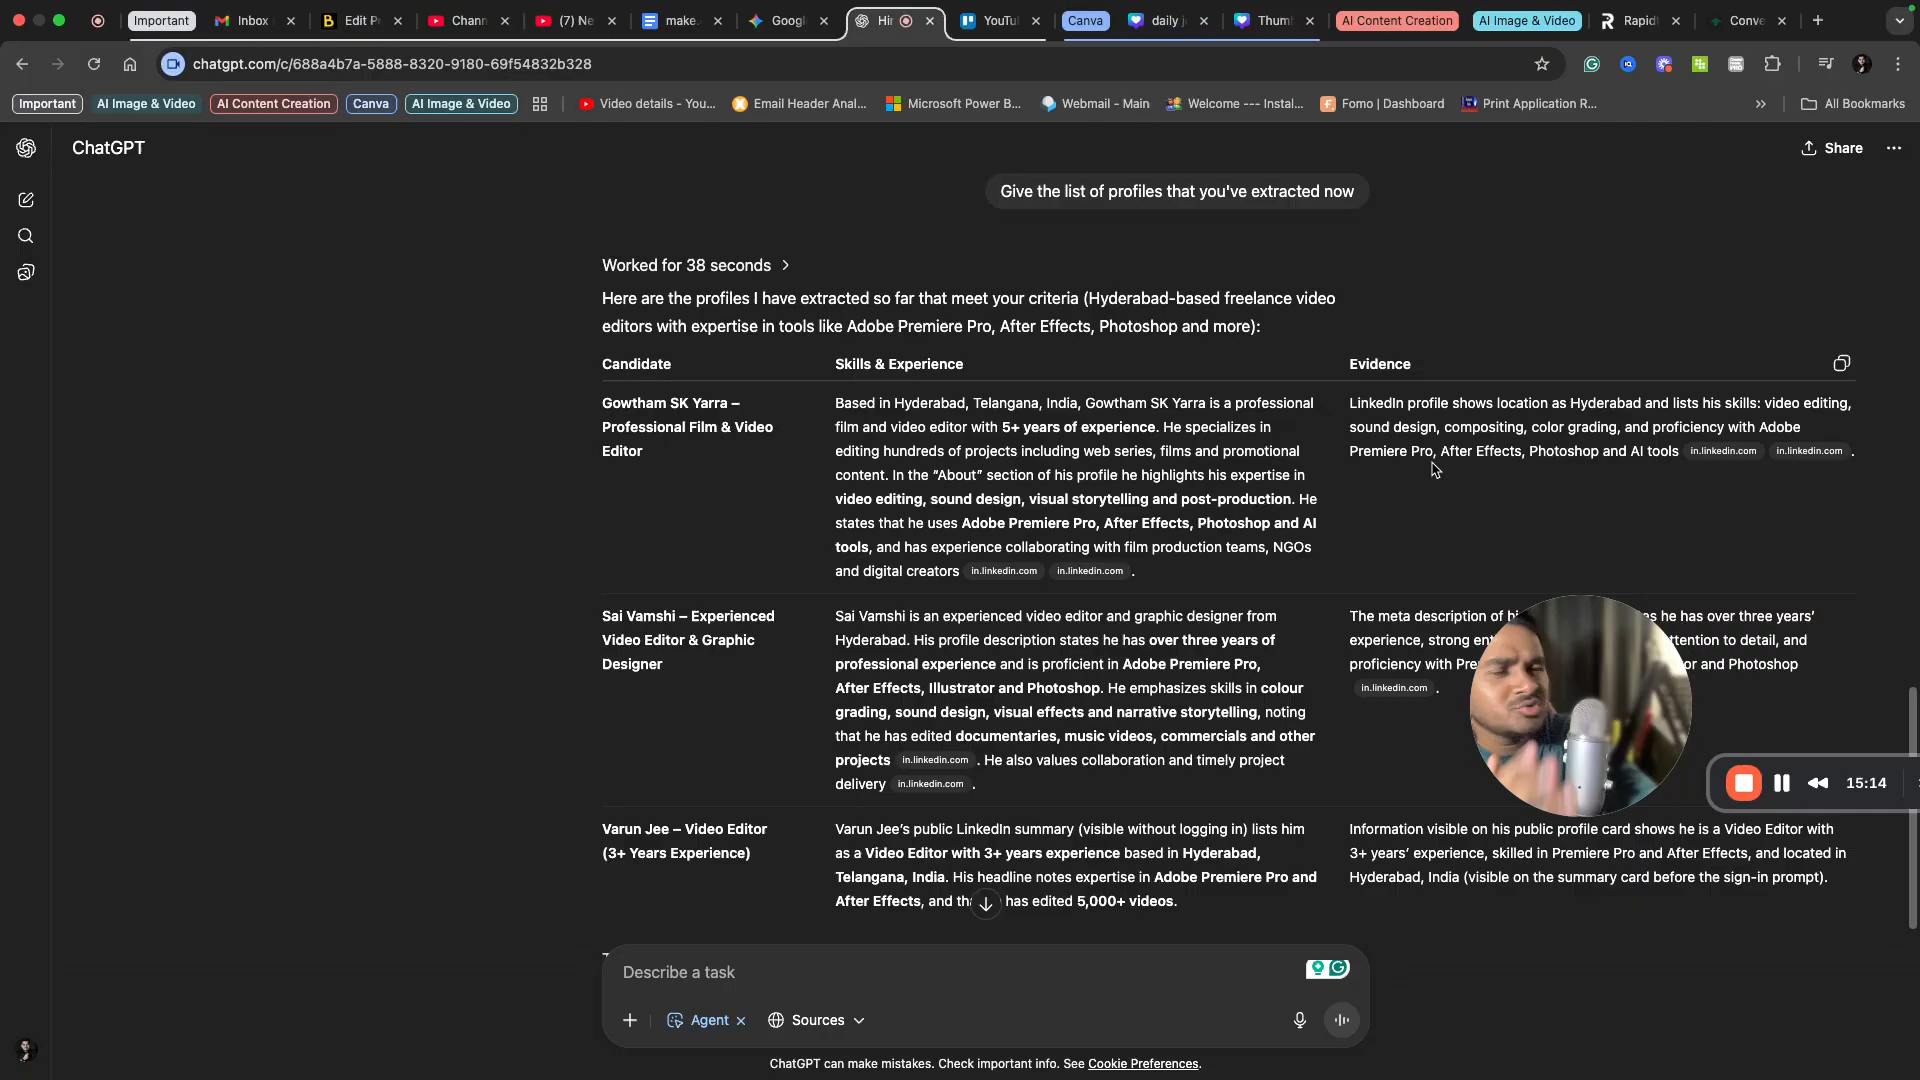 Important
Inbox
Edit P
Chann
(7) Ne
make.
Googl
Hir
YouTu
Canva
daily j
Thum
AI Content Creation
AI Image & Video
Rapid
Conve
chatgpt.com/c/688a4b7a-5888-8320-9180-69f54832b328
Important
AI Image & Video
AI Content Creation
Canva
AI Image & Video
Video details - You...
Email Header Anal...
Microsoft Power B...
Webmail - Main
Welcome --- Instal...
Fomo | Dashboard
Print Application R...
All Bookmarks
ChatGPT
Share
Give the list of profiles that you've extracted now
Worked for 38 seconds
Here are the profiles I have extracted so far that meet your criteria (Hyderabad-based freelance video
editors with expertise in tools like Adobe Premiere Pro, After Effects, Photoshop and more):
Candidate
Skills & Experience
Evidence
Gowtham SK Yarra –
Professional Film & Video
Editor
Based in Hyderabad, Telangana, India, Gowtham SK Yarra is a professional
film and video editor with 5+ years of experience. He specializes in
editing hundreds of projects including web series, films and promotional
content. In the "About" section of his profile he highlights his expertise in
video editing, sound design, visual storytelling and post-production. He
states that he uses Adobe Premiere Pro, After Effects, Photoshop and AI
tools, and has experience collaborating with film production teams, NGOs
and digital creators in.linkedin.com in.linkedin.com .
LinkedIn profile shows location as Hyderabad and lists his skills: video editing,
sound design, compositing, color grading, and proficiency with Adobe
Premiere Pro, After Effects, Photoshop and AI tools in.linkedin.com in.linkedin.com .
Sai Vamshi – Experienced
Video Editor & Graphic
Designer
Sai Vamshi is an experienced video editor and graphic designer from
Hyderabad. His profile description states he has over three years of
professional experience and is proficient in Adobe Premiere Pro,
After Effects, Illustrator and Photoshop. He emphasizes skills in colour
grading, sound design, visual effects and narrative storytelling, noting
that he has edited documentaries, music videos, commercials and other
projects in.linkedin.com . He also values collaboration and timely project
delivery in.linkedin.com .
The meta description of hi es he has over three years'
experience, strong ent ttention to detail, and
proficiency with Pre or and Photoshop
in.linkedin.com .
15:14
Varun Jee – Video Editor
(3+ Years Experience)
Varun Jee's public LinkedIn summary (visible without logging in) lists him
as a Video Editor with 3+ years experience based in Hyderabad,
Telangana, India. His headline notes expertise in Adobe Premiere Pro and
After Effects, and tha has edited 5,000+ videos.
Information visible on his public profile card shows he is a Video Editor with
3+ years' experience, skilled in Premiere Pro and After Effects, and located in
Hyderabad, India (visible on the summary card before the sign-in prompt).
Describe a task
Agent
Sources
ChatGPT can make mistakes. Check important info. See Cookie Preferences.